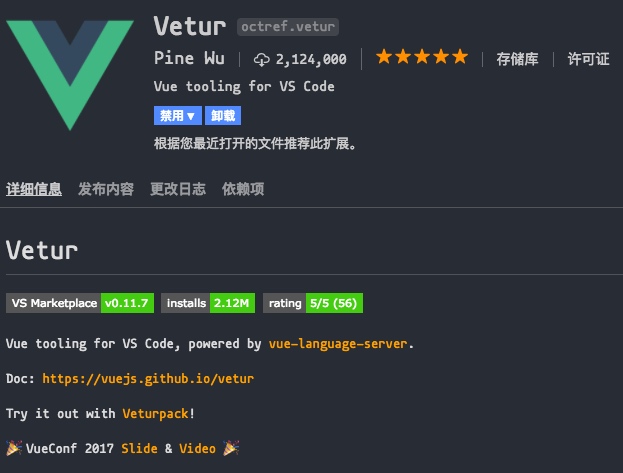 Vetur octref.vetur
Pine Wu 2,124,000 存储库 许可证
Vue tooling for VS Code
禁用▼ 卸载
根据您最近打开的文件推荐此扩展。
详细信息 发布内容 更改日志 依赖项
Vetur
VS Marketplace v0.11.7 installs 2.12M rating 5/5 (56)
Vue tooling for VS Code, powered by vue-language-server.
Doc: https://vuejs.github.io/vetur
Try it out with Veturpack!
🎉 VueConf 2017 Slide & Video 🎉